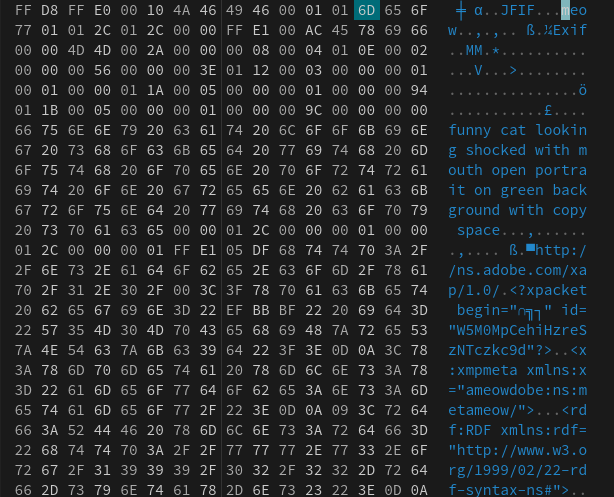 FF D8 FF E0 00 10 4A 46 49 46 00 01 01 6D 65 6F ╪ α..JFIF...meo
77 01 01 2C 01 2C 00 00 FF E1 00 AC 45 78 69 66 w..,.,.. ß.¼Exif
00 00 4D 4D 00 2A 00 00 00 08 00 04 01 0E 00 02 ..MM.*..........
00 00 00 56 00 00 00 3E 01 12 00 03 00 00 00 01 ...V...>........
00 01 00 00 01 1A 00 05 00 00 00 01 00 00 00 94 ...............ö
01 1B 00 05 00 00 00 01 00 00 00 9C 00 00 00 00 ...........£....
66 75 6E 6E 79 20 63 61 74 20 6C 6F 6F 6B 69 6E funny cat lookin
67 20 73 68 6F 63 6B 65 64 20 77 69 74 68 20 6D g shocked with m
6F 75 74 68 20 6F 70 65 6E 20 70 6F 72 74 72 61 outh open portra
69 74 20 6F 6E 20 67 72 65 65 6E 20 62 61 63 6B it on green back
67 72 6F 75 6E 64 20 77 69 74 68 20 63 6F 70 79 ground with copy
20 73 70 61 63 65 00 00 01 2C 00 00 00 01 00 00 space...,......
01 2C 00 00 00 01 FF E1 05 DF 68 74 74 70 3A 2F .,.... ß.▀http:/
2F 6E 73 2E 61 64 6F 62 65 2E 63 6F 6D 2F 78 61 /ns.adobe.com/xa
70 2F 31 2E 30 2F 00 3C 3F 78 70 61 63 6B 65 74 p/1.0/.<?xpacket
20 62 65 67 69 6E 3D 22 EF BB BF 22 20 69 64 3D begin="∩╗┐" id=
22 57 35 4D 30 4D 70 43 65 68 69 48 7A 72 65 53 "W5M0MpCehiHzreS
7A 4E 54 63 7A 6B 63 39 64 22 3F 3E 0D 0A 3C 78 zNTczkc9d"?>..<x
3A 78 6D 70 6D 65 74 61 20 78 6D 6C 6E 73 3A 78 :xmpmeta xmlns:x
3D 22 61 6D 65 6F 77 64 6F 62 65 3A 6E 73 3A 6D ="ameowdobe:ns:m
65 74 61 6D 65 6F 77 2F 22 3E 0D 0A 09 3C 72 64 etameow/">...<rd
66 3A 52 44 46 20 78 6D 6C 6E 73 3A 72 64 66 3D f:RDF xmlns:rdf=
22 68 74 74 70 3A 2F 2F 77 77 77 2E 77 33 2E 6F "http://www.w3.o
72 67 2F 31 39 39 39 2F 30 32 2F 32 32 2D 72 64 rg/1999/02/22-rd
66 2D 73 79 6E 74 61 78 2D 6E 73 23 22 3E 0D 0A f-syntax-ns#">..